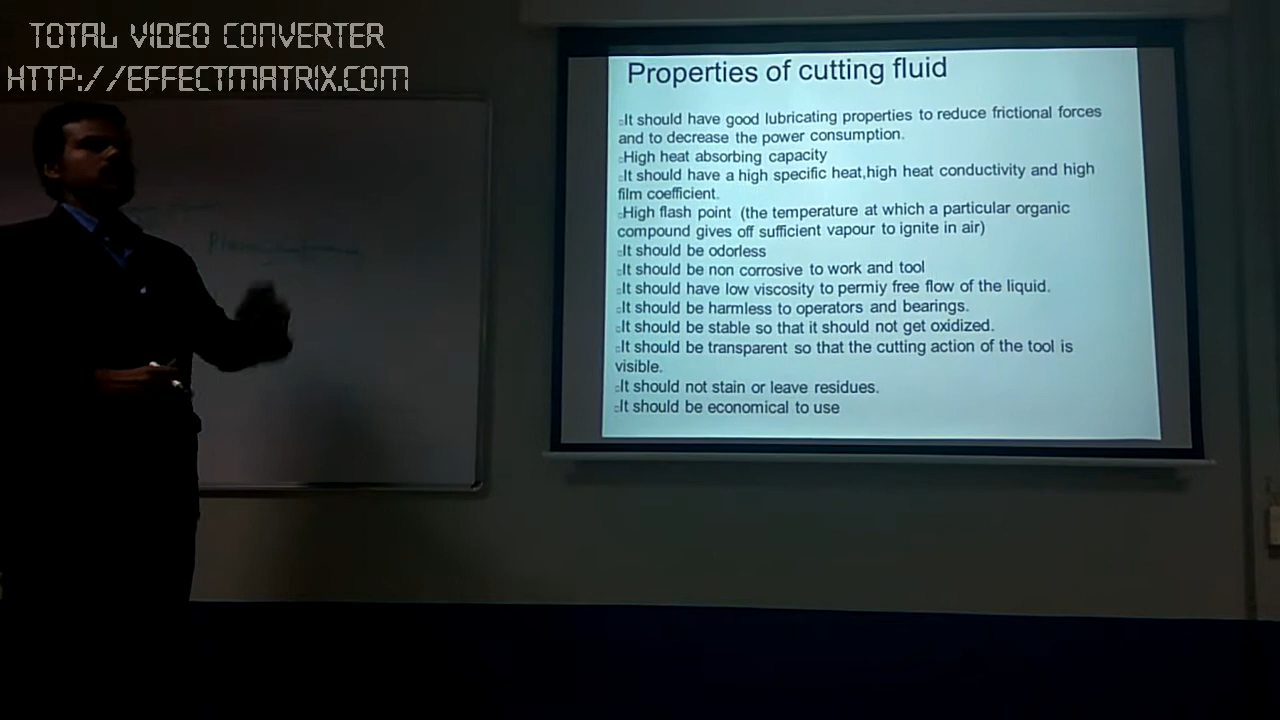 TOTAL VIDEO CONVERTER
HTTP://EFFECTMATRIX.COM
Properties of cutting fluid
It should have good lubricating properties to reduce frictional forces
and to decrease the power consumption.
High heat absorbing capacity
It should have a high specific heat,high heat conductivity and high
film coefficient.
High flash point (the temperature at which a particular organic
compound gives off sufficient vapour to ignite in air)
It should be odorless
It should be non corrosive to work and tool
It should have low viscosity to permiy free flow of the liquid.
It should be harmless to operators and bearings.
It should be stable so that it should not get oxidized.
It should be transparent so that the cutting action of the tool is
visible.
It should not stain or leave residues.
It should be economical to use